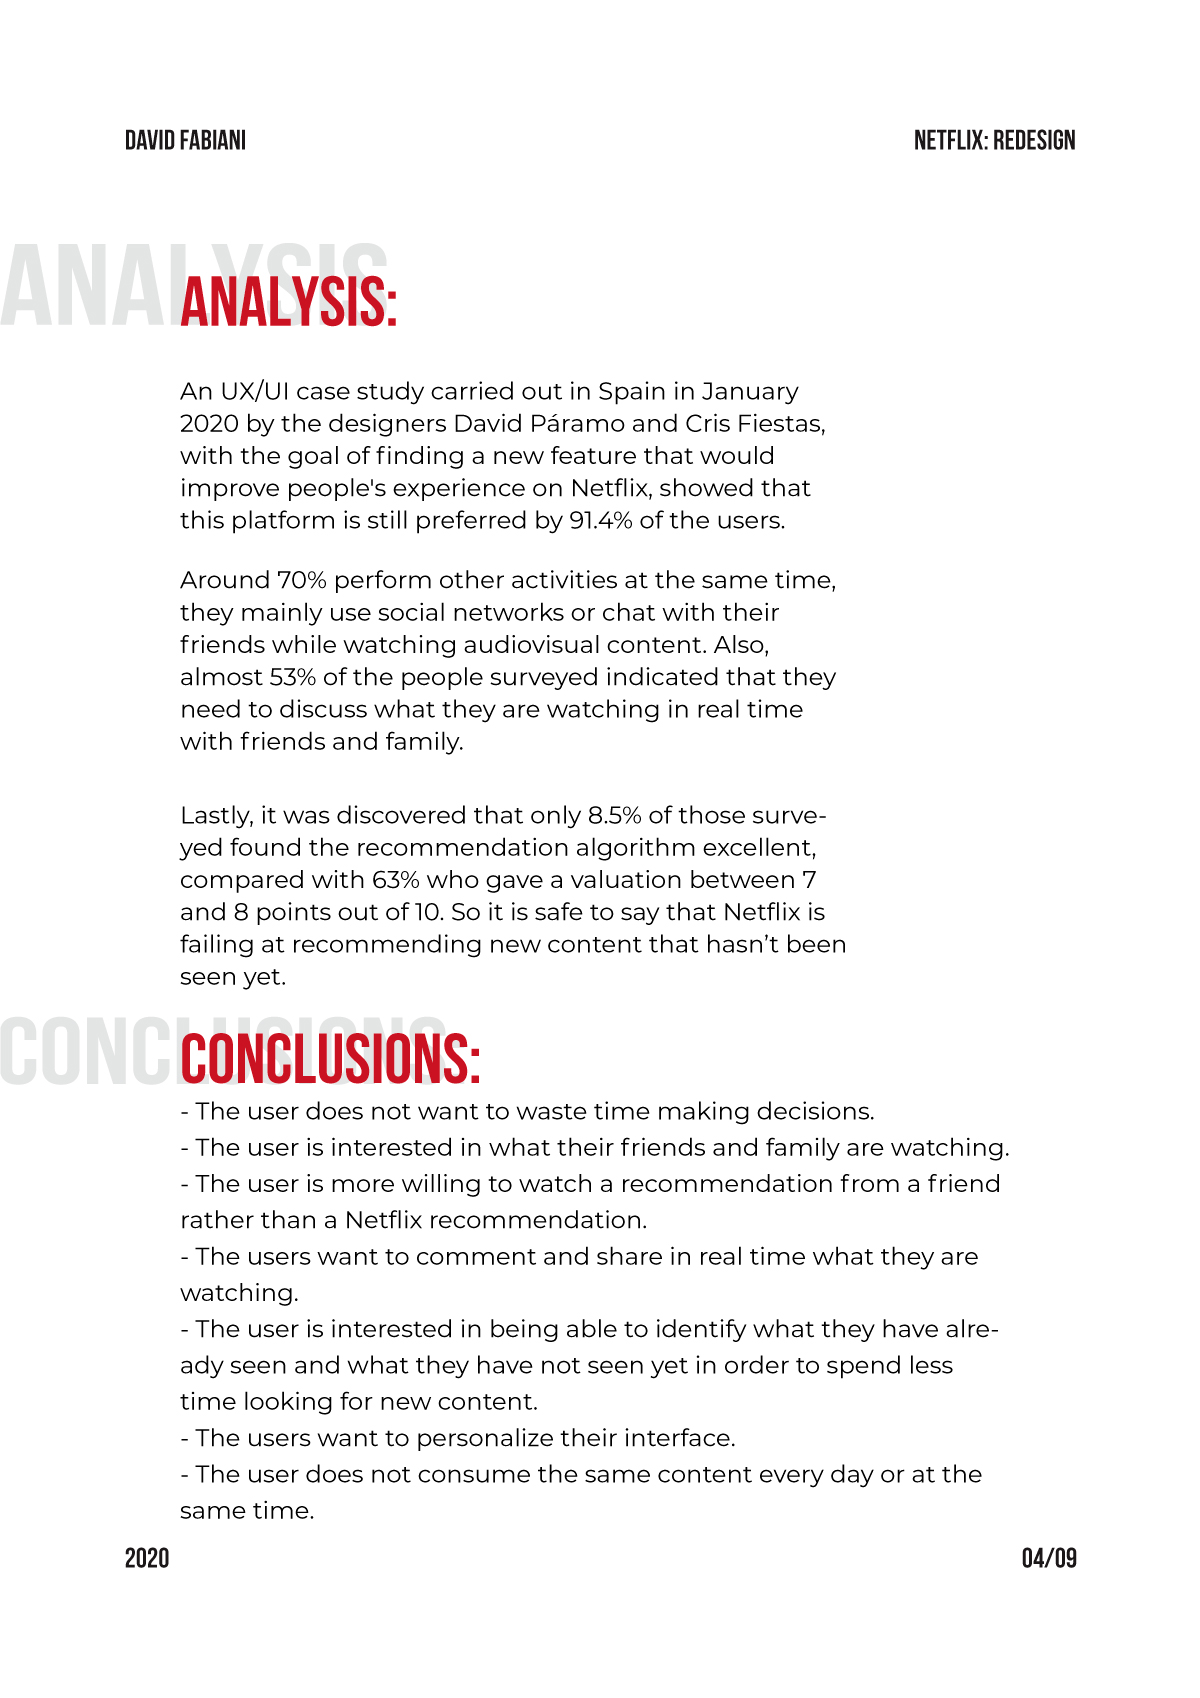 DAVID FABIANI
NETFLIX: REDESIGN
ANALYSIS
ANALYSIS:
An UX/UI case study carried out in Spain in January
2020 by the designers David Páramo and Cris Fiestas,
with the goal of finding a new feature that would
improve people's experience on Netflix, showed that
this platform is still preferred by 91.4% of the users.
Around 70% perform other activities at the same time,
they mainly use social networks or chat with their
friends while watching audiovisual content. Also,
almost 53% of the people surveyed indicated that they
need to discuss what they are watching in real time
with friends and family.
Lastly, it was discovered that only 8.5% of those surve-
yed found the recommendation algorithm excellent,
compared with 63% who gave a valuation between 7
and 8 points out of 10. So it is safe to say that Netflix is
failing at recommending new content that hasn’t been
seen yet.
CONCLUSIONS
CONCLUSIONS:
- The user does not want to waste time making decisions.
- The user is interested in what their friends and family are watching.
- The user is more willing to watch a recommendation from a friend
rather than a Netflix recommendation.
- The users want to comment and share in real time what they are
watching.
- The user is interested in being able to identify what they have alre-
ady seen and what they have not seen yet in order to spend less
time looking for new content.
- The users want to personalize their interface.
- The user does not consume the same content every day or at the
same time.
2020
04/09